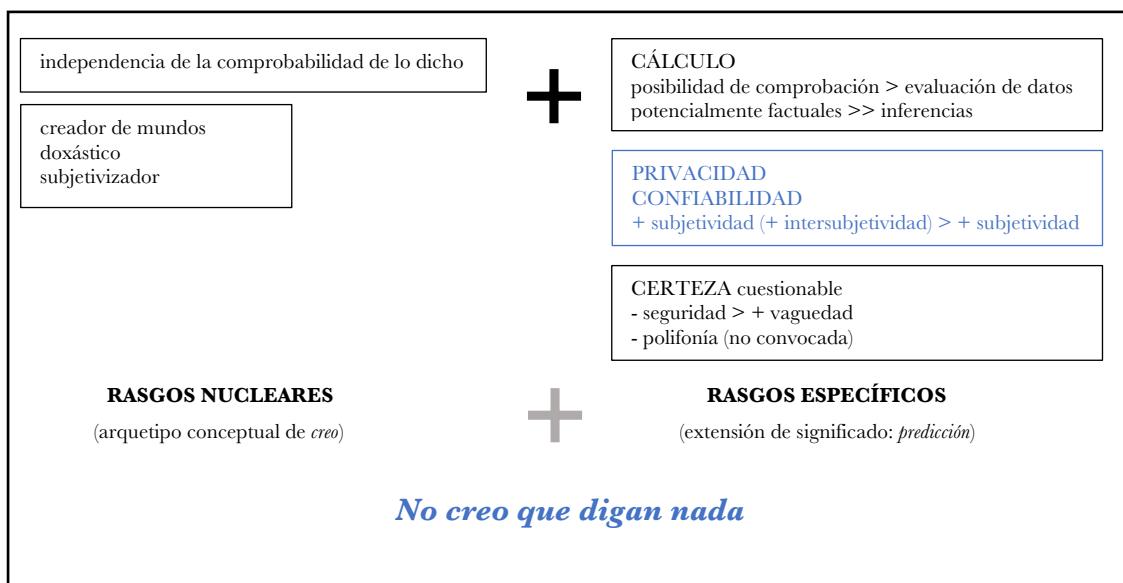 independencia de la comprobabilidad de lo dicho
creador de mundos
doxástico
subjetivizador
+
CÁLCULO
posibilidad de comprobación > evaluación de datos
potencialmente factuales >> inferencias
PRIVACIDAD
CONFIABILIDAD
+ subjetividad (+ intersubjetividad) > + subjetividad
CERTEZA cuestionable
- seguridad > + vaguedad
- polifonía (no convocada)
RASGOS NUCLEARES
(arquetipo conceptual de creo)
+
RASGOS ESPECÍFICOS
(extensión de significado: predicción)
No creo que digan nada